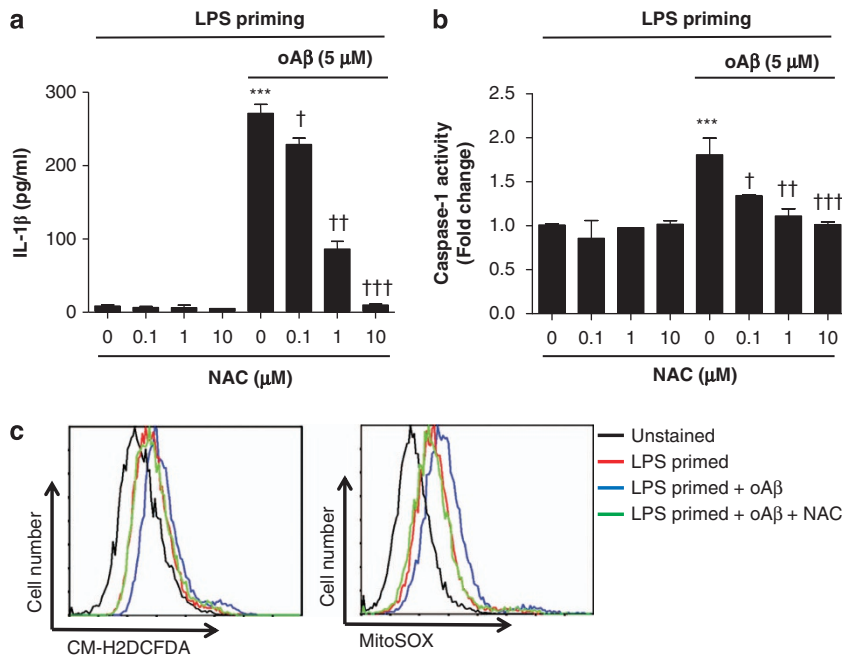 a
LPS priming
oAβ (5 μM)
IL-1β (pg/ml)
300
200
100
0
***
†
††
†††
0 0.1 1 10 0 0.1 1 10
NAC (μM)
b
LPS priming
oAβ (5 μM)
Caspase-1 activity
(Fold change)
2.5
2.0
1.5
1.0
0.5
0.0
***
†
††
†††
0 0.1 1 10 0 0.1 1 10
NAC (μM)
c
Cell number
CM-H2DCFDA
Cell number
MitoSOX
Unstained
LPS primed
LPS primed + oAβ
LPS primed + oAβ + NAC